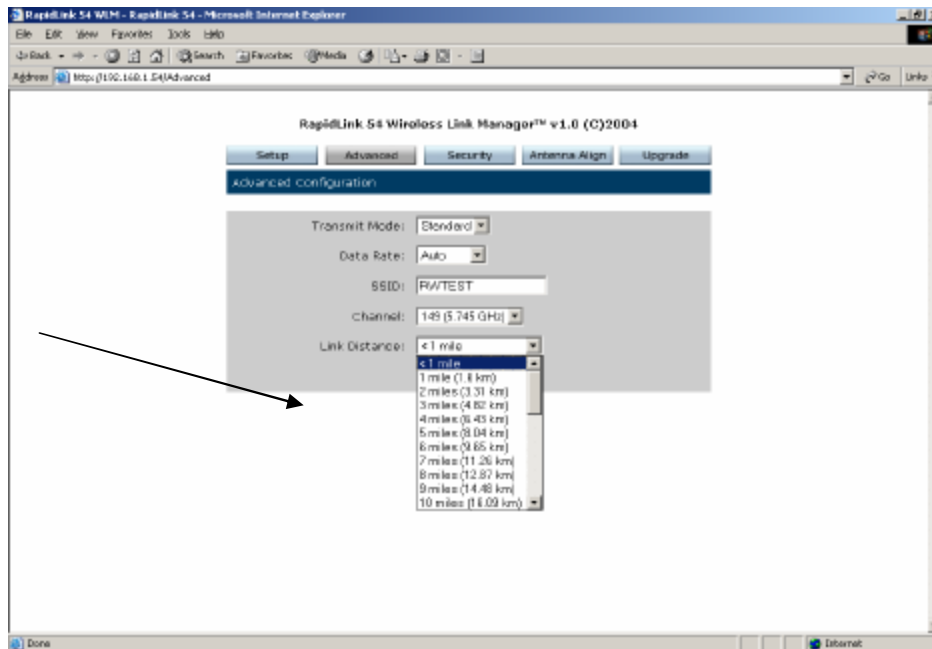 RapidLink 54 WLM - RapidLink 54 - Microsoft Internet Explorer
File Edit View Favorites Tools Help
Back Search Favorites Media
Address http://192.168.1.54/Advanced Go Links
RapidLink 54 Wireless Link Manager™ v1.0 (C)2004
Setup Advanced Security Antenna Align Upgrade
Advanced Configuration
Transmit Mode: Standard
Data Rate: Auto
SSID: RWTEST
Channel: 149 (5.745 GHz)
Link Distance: <1 mile
<1 mile
1 mile (1.6 km)
2 miles (3.31 km)
3 miles (4.82 km)
4 miles (6.43 km)
5 miles (8.04 km)
6 miles (9.65 km)
7 miles (11.26 km)
8 miles (12.87 km)
9 miles (14.48 km)
10 miles (16.09 km)
Done Internet